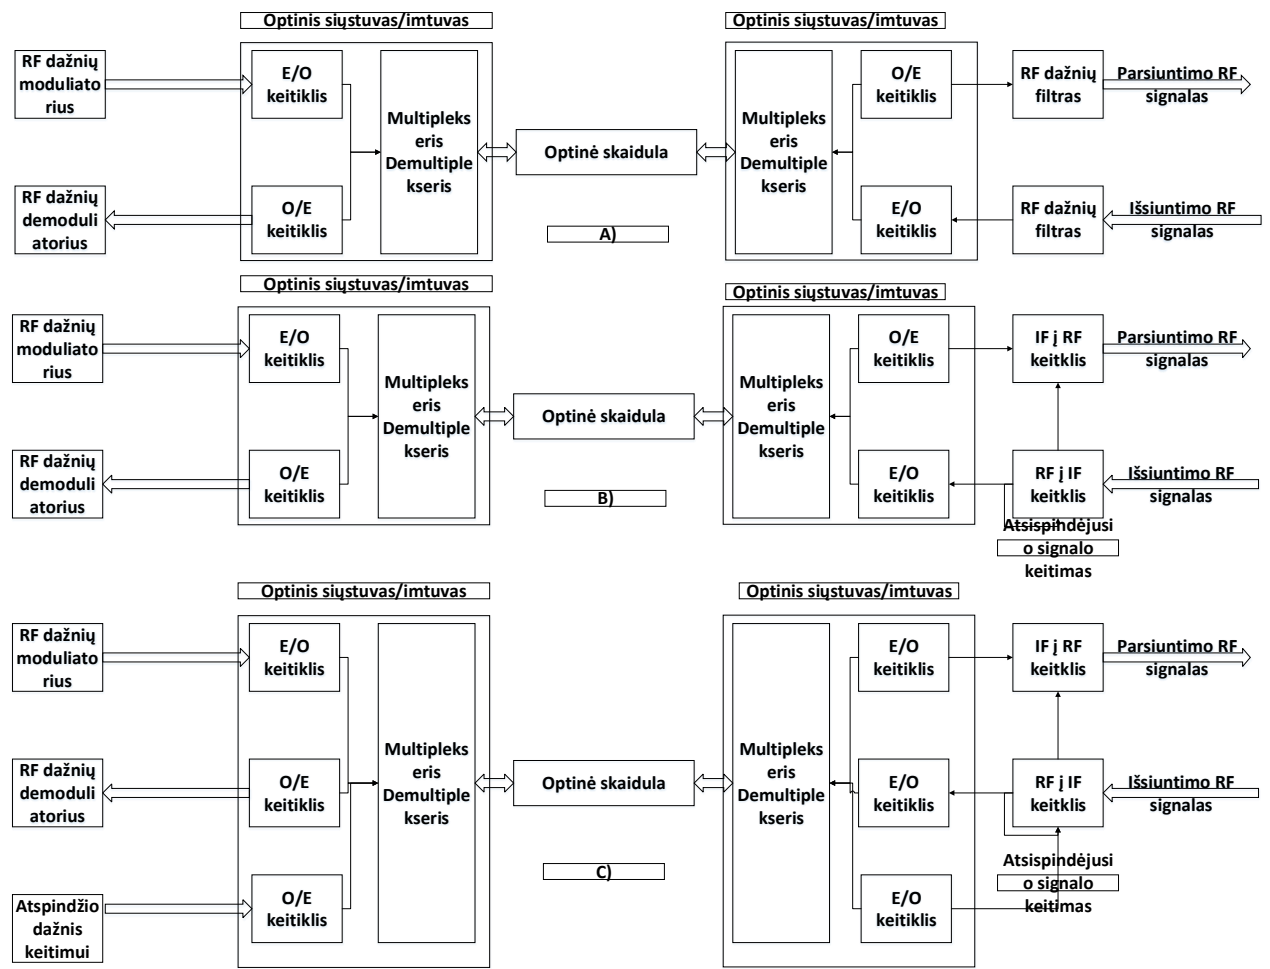 Optinis siųstuvas/imtuvas
Optinis siųstuvas/imtuvas
RF dažnių
moduliato
rius
E/O
keitiklis
Multipleks
eris
Demultiple
kseris
Optinė skaidula
Multipleks
eris
Demultiple
kseris
O/E
keitiklis
RF dažnių
filtras
Parsiuntimo RF
signalas
RF dažnių
demoduli
atorius
O/E
keitiklis
A)
E/O
keitiklis
RF dažnių
filtras
Išsiuntimo RF
signalas
Optinis siųstuvas/imtuvas
Optinis siųstuvas/imtuvas
RF dažnių
moduliato
rius
E/O
keitiklis
Multipleks
eris
Demultiple
kseris
Optinė skaidula
Multipleks
eris
Demultiple
kseris
O/E
keitiklis
IF į RF
keitklis
Parsiuntimo RF
signalas
RF dažnių
demoduli
atorius
O/E
keitiklis
B)
E/O
keitiklis
RF į IF
keitklis
Išsiuntimo RF
signalas
Atsispindėjusi
o signalo
keitimas
Optinis siųstuvas/imtuvas
Optinis siųstuvas/imtuvas
RF dažnių
moduliato
rius
E/O
keitiklis
Multipleks
eris
Demultiple
kseris
Optinė skaidula
Multipleks
eris
Demultiple
kseris
E/O
keitiklis
IF į RF
keitklis
Parsiuntimo RF
signalas
RF dažnių
demoduli
atorius
O/E
keitiklis
E/O
keitiklis
RF į IF
keitklis
Išsiuntimo RF
signalas
C)
Atsispindėjusi
o signalo
keitimas
Atspindžio
dažnis
keitimui
O/E
keitiklis
E/O
keitiklis